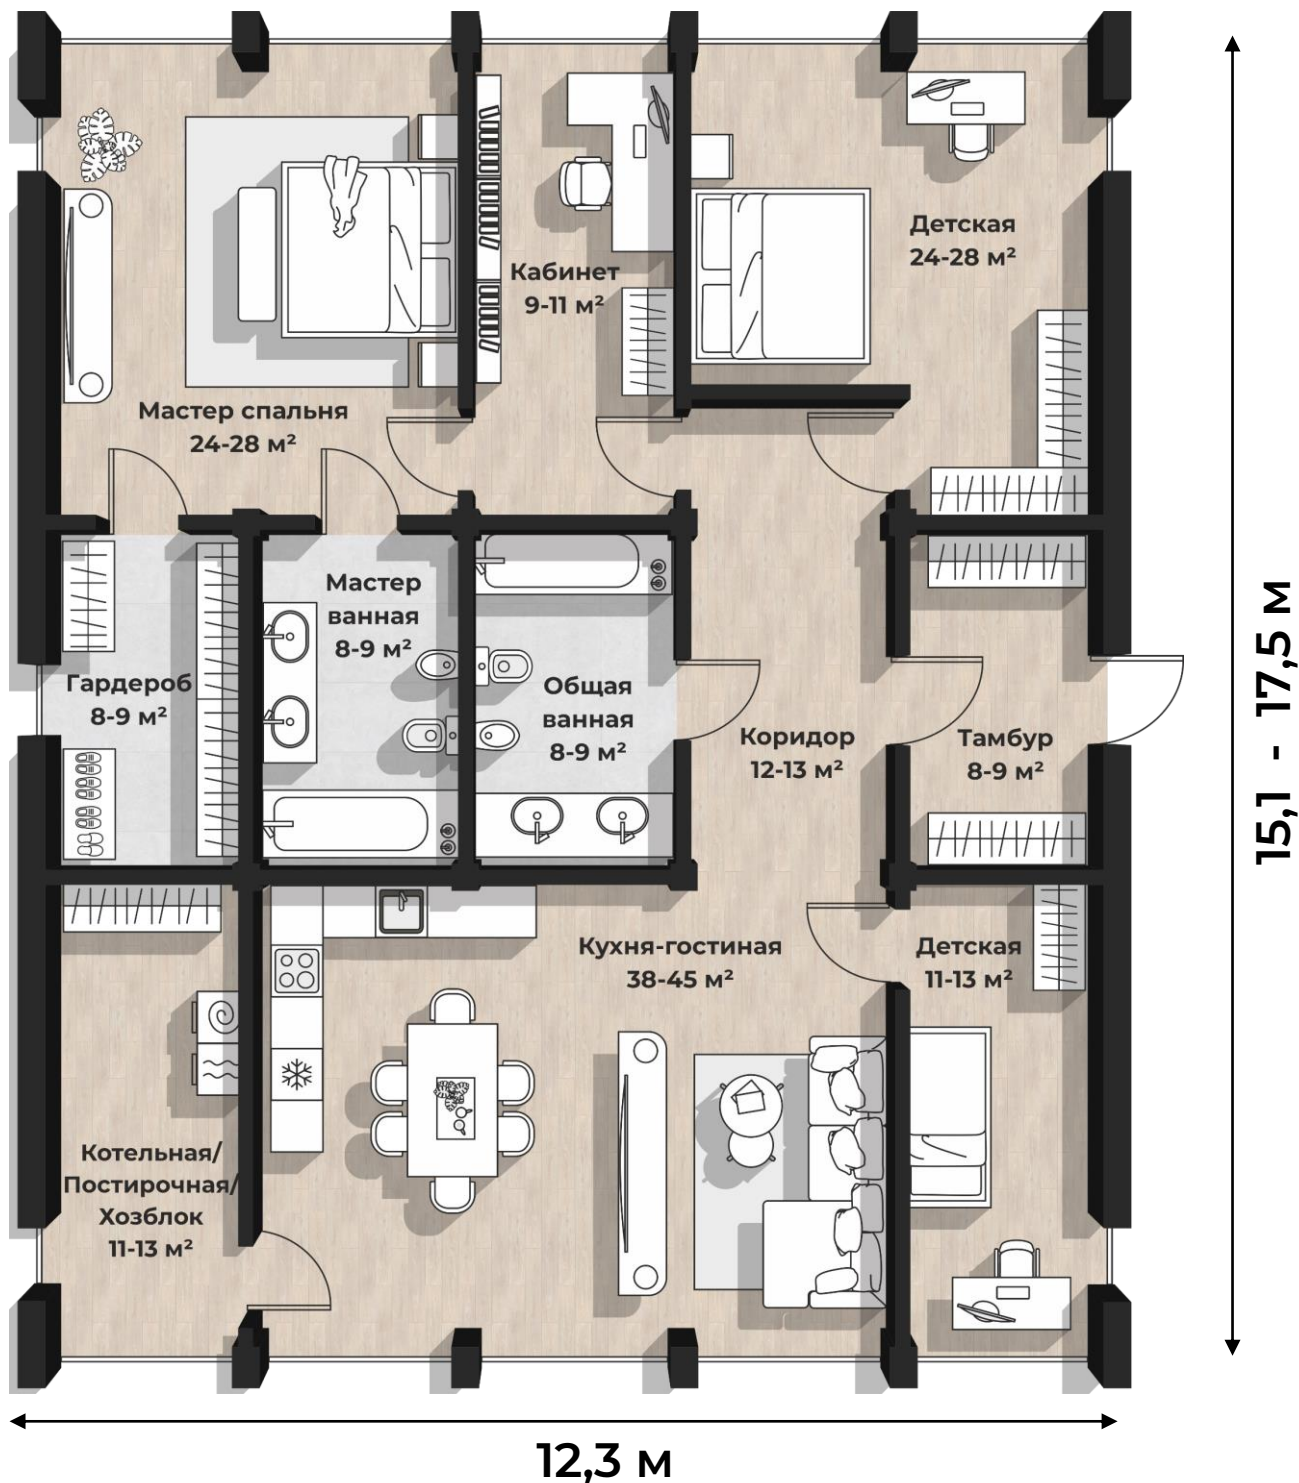 Детская
24-28 м²
Кабинет
9-11 м²
Мастер спальня
24-28 м²
Мастер
ванная
8-9 м²
Гардероб
8-9 м²
Общая
ванная
8-9 м²
Коридор
12-13 м²
Тамбур
8-9 м²
Кухня-гостиная
38-45 м²
Детская
11-13 м²
Котельная/
Постирочная/
Хозблок
11-13 м²
15,1 - 17,5 м
12,3 м